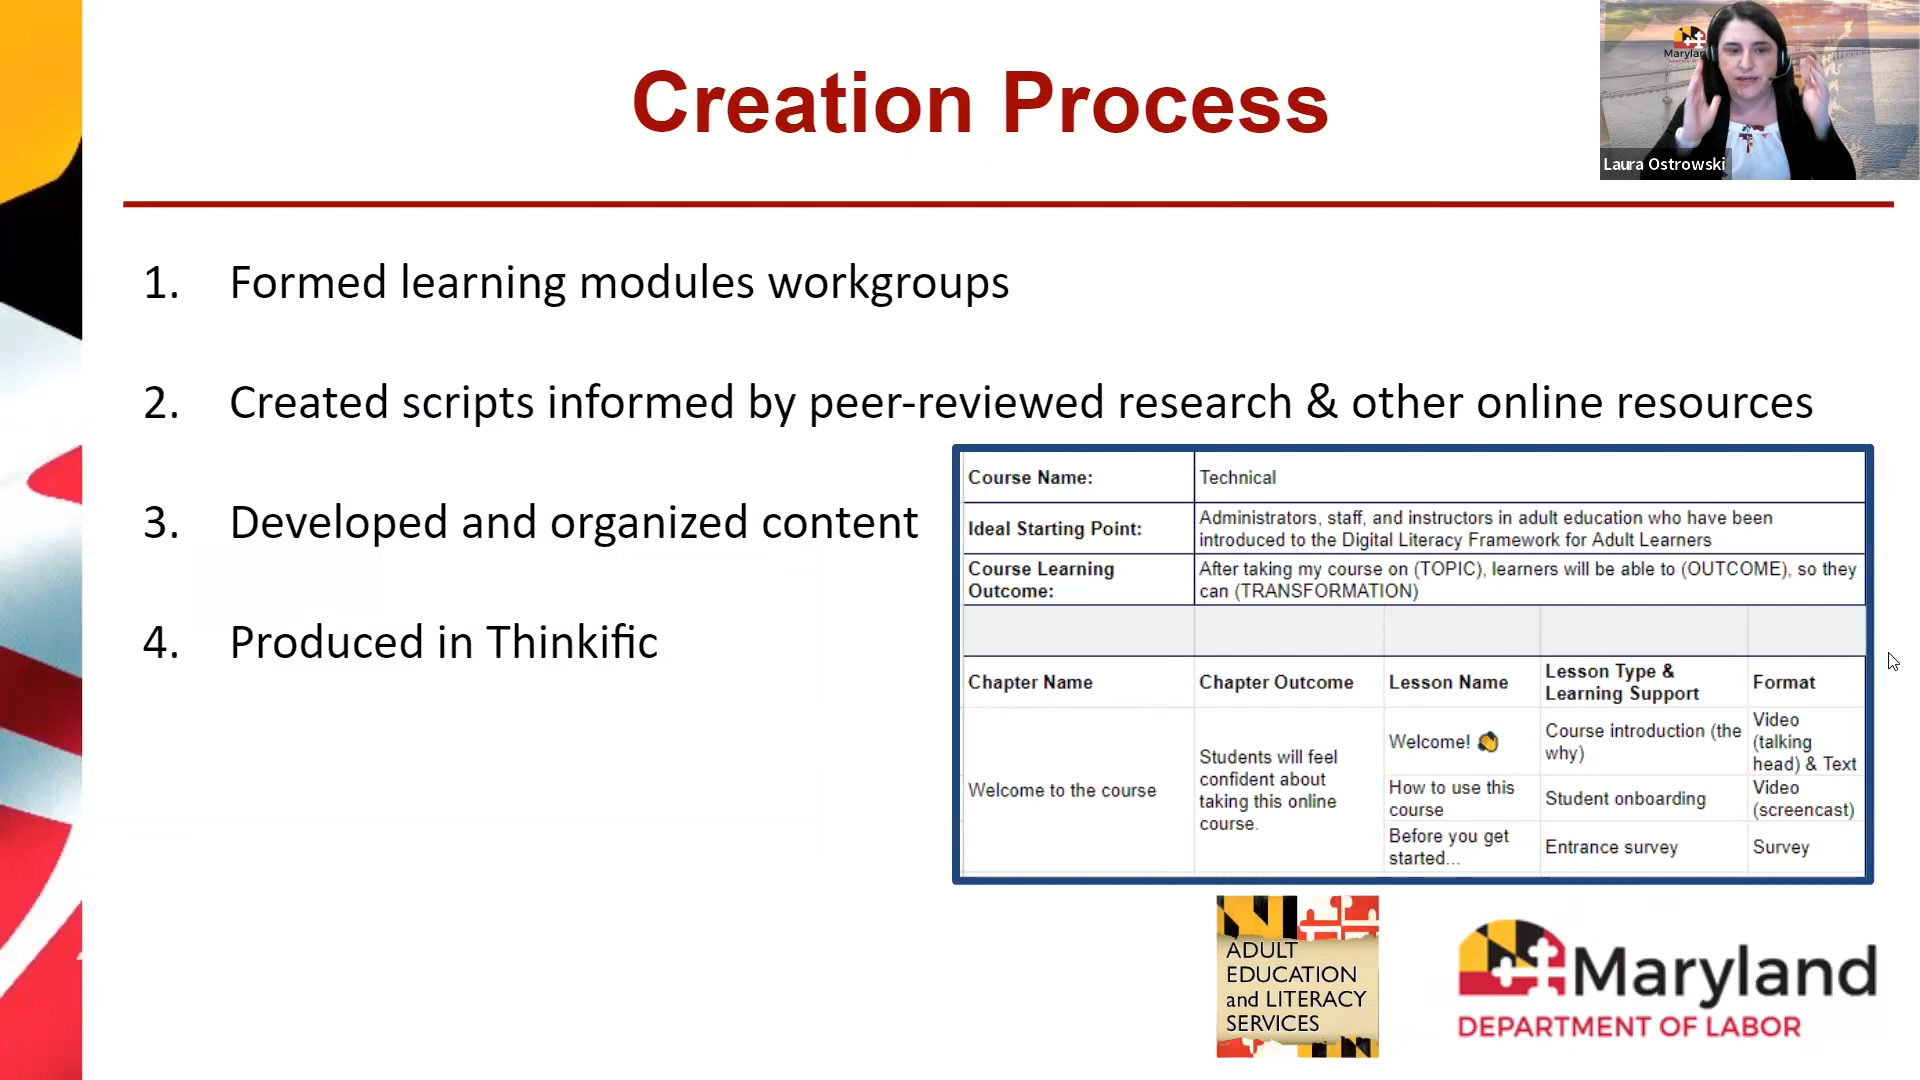 Creation Process
Maryland
Laura Ostrowski
1. Formed learning modules workgroups
2. Created scripts informed by peer-reviewed research & other online resources
3. Developed and organized content
4. Produced in Thinkific
Course Name: Technical
Ideal Starting Point: Administrators, staff, and instructors in adult education who have been
introduced to the Digital Literacy Framework for Adult Learners
Course Learning
Outcome:
After taking my course on (TOPIC), learners will be able to (OUTCOME), so they
can (TRANSFORMATION)
Chapter Name
Chapter Outcome
Lesson Name
Lesson Type &
Learning Support
Format
Welcome to the course
Students will feel
confident about
taking this online
course.
Welcome! 👏
Course introduction (the
why)
Video
(talking
head) & Text
How to use this
course
Student onboarding
Video
(screencast)
Before you get
started...
Entrance survey
Survey
ADULT
EDUCATION
and LITERACY
SERVICES
Maryland
DEPARTMENT OF LABOR